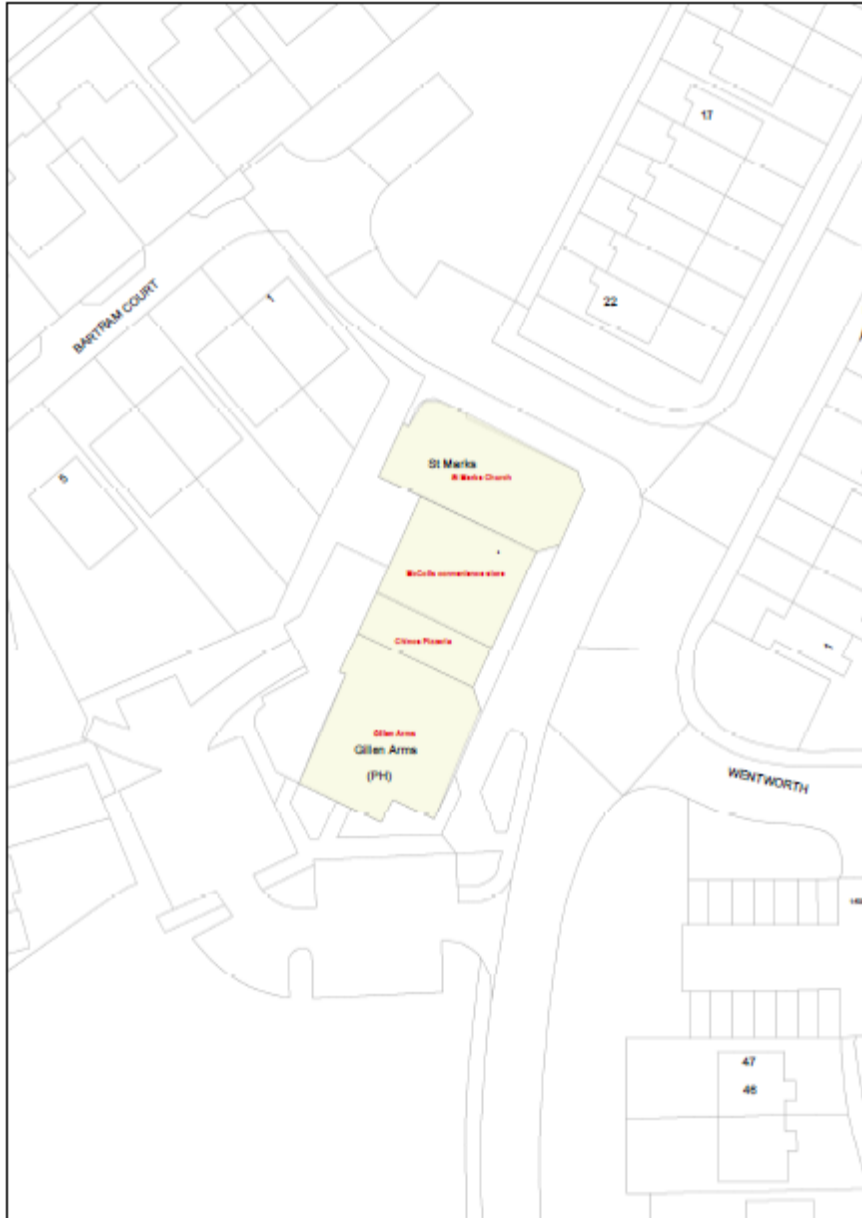 17
22
1
BARTRAM COURT
5
St Marks
St Marks Church
McColls convenience store
Chinos Pizzeria
Gillen Arms
Gillen Arms
(PH)
1
WENTWORTH
47
46